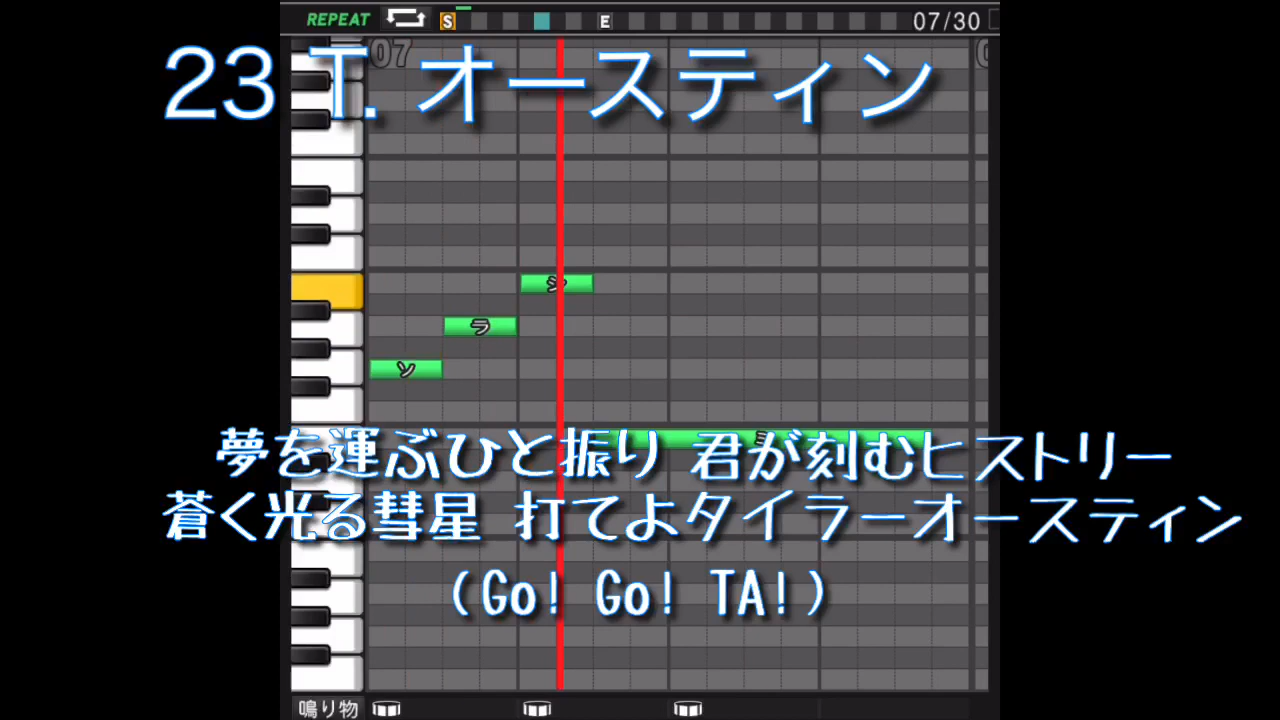 REPEAT S E 07/30
07
23 T. オースティン
シ
ラ
ソ
ミ
夢を運ぶひと振り 君が刻むヒストリー
蒼く光る彗星 打てよタイラーオースティン
(Go! Go! TA!)
鳴り物